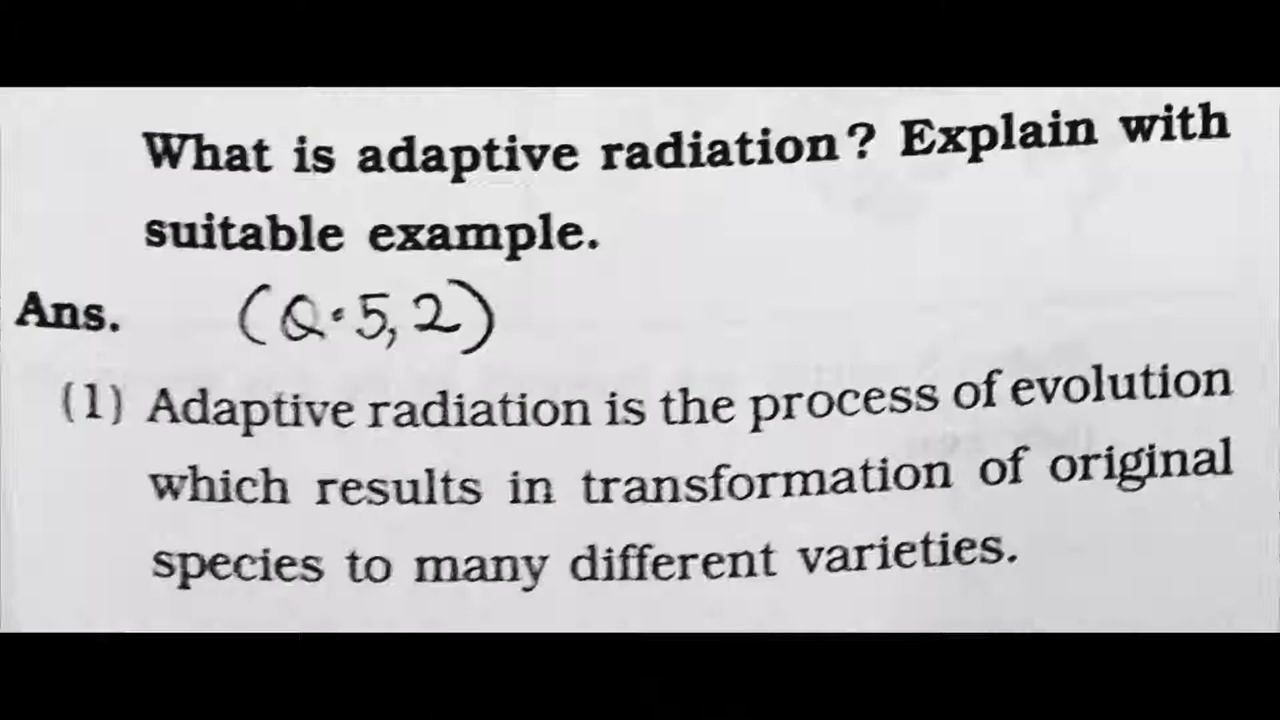 What is adaptive radiation? Explain with
suitable example.
Ans. (Q.5,2)
(1) Adaptive radiation is the process of evolution
which results in transformation of original
species to many different varieties.